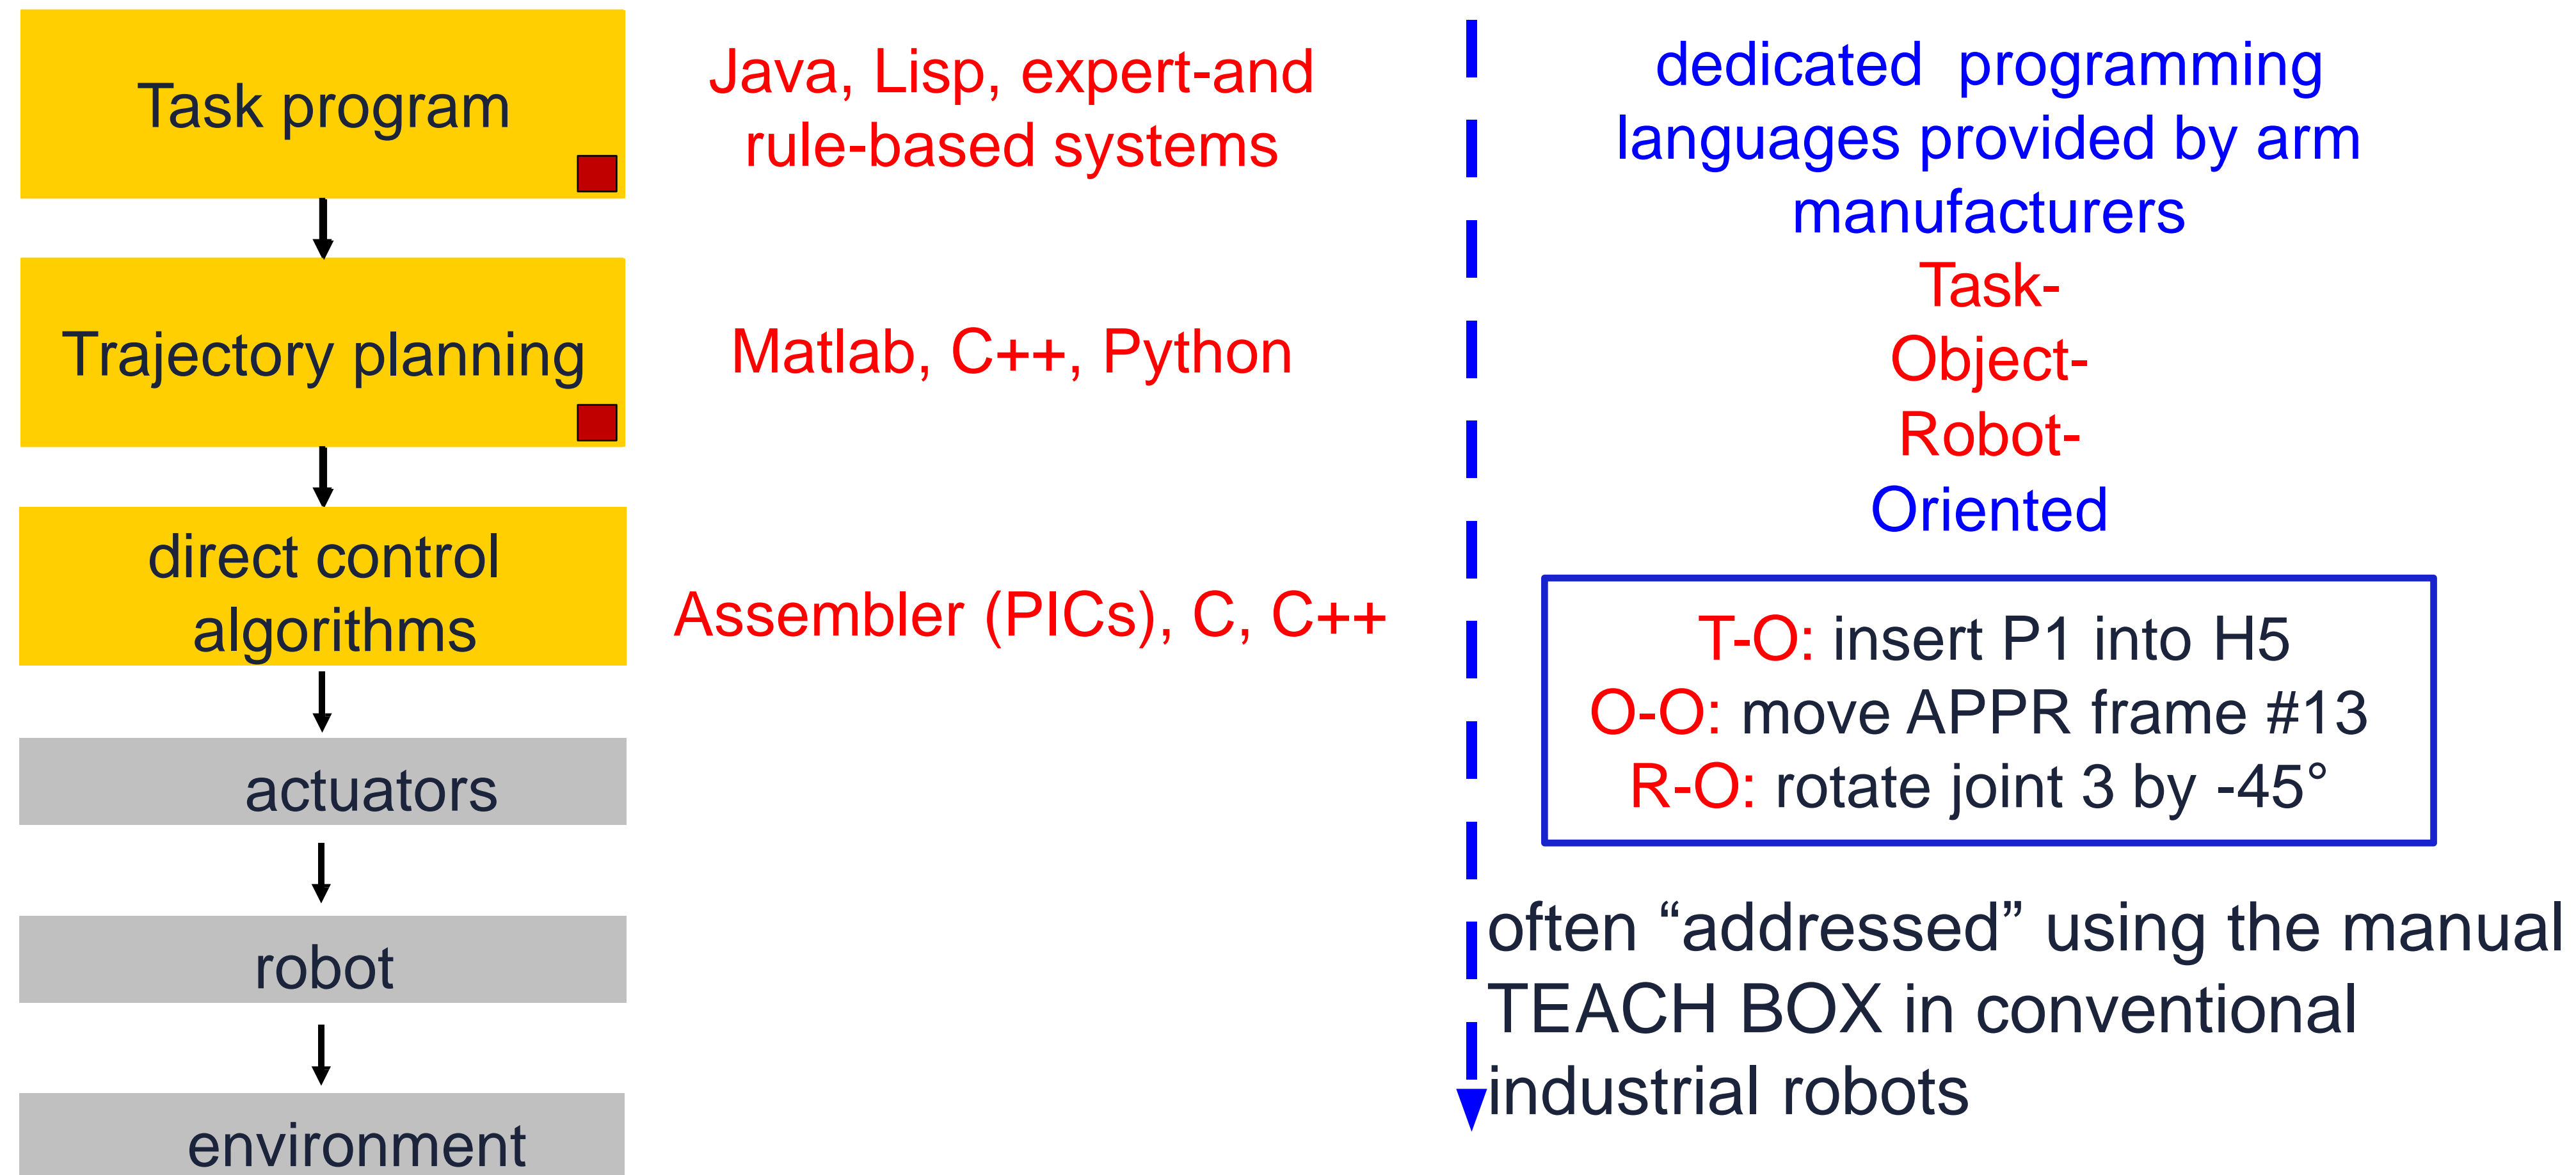 Task program
Java, Lisp, expert-and
rule-based systems
Trajectory planning
Matlab, C++, Python
direct control
algorithms
Assembler (PICs), C, C++
actuators
robot
environment
dedicated programming
languages provided by arm
manufacturers
Task-
Object-
Robot-
Oriented
T-O: insert P1 into H5
O-O: move APPR frame #13
R-O: rotate joint 3 by -45°
often “addressed” using the manual
TEACH BOX in conventional
industrial robots